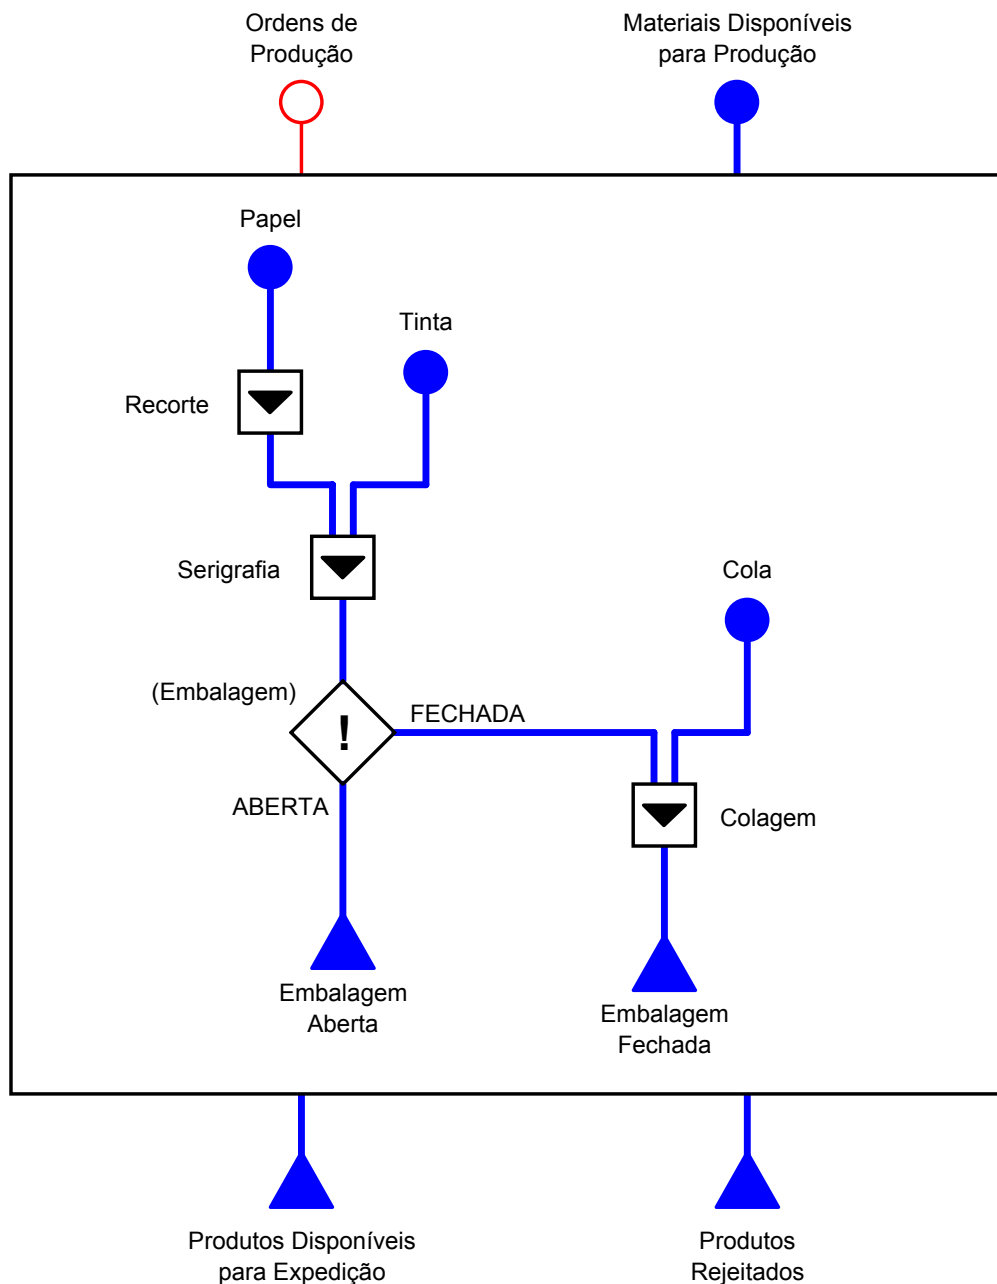 Ordens de
Produção
Materiais Disponíveis
para Produção
Papel
Tinta
Recorte
Serigrafia
Cola
(Embalagem)
!
FECHADA
ABERTA
Colagem
Embalagem
Aberta
Embalagem
Fechada
Produtos Disponíveis
para Expedição
Produtos
Rejeitados